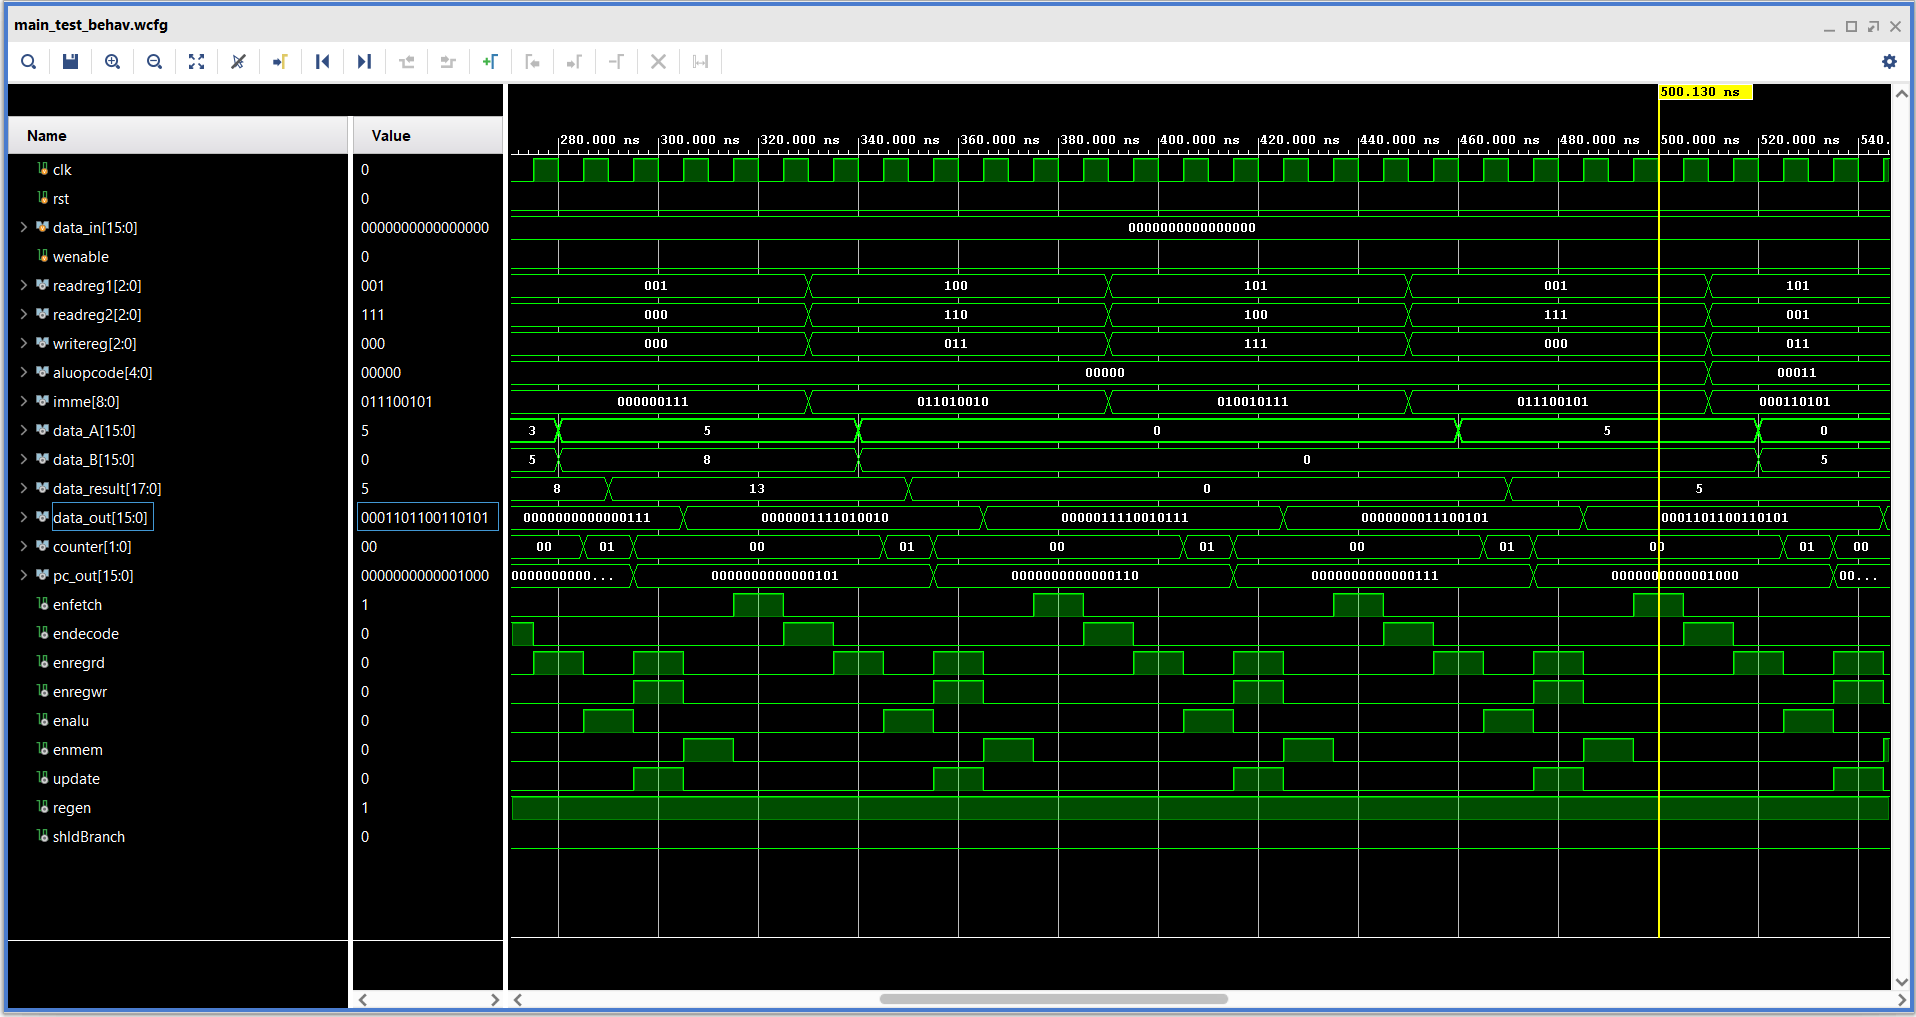 main_test_behav.wcfg
500.130 ns
280.000 ns 300.000 ns 320.000 ns 340.000 ns 360.000 ns 380.000 ns 400.000 ns 420.000 ns 440.000 ns 460.000 ns 480.000 ns 500.000 ns 520.000 ns 540.
Name Value
clk 0
rst 0
data_in[15:0] 0000000000000000 0000000000000000
wenable 0
readreg1[2:0] 001 001 100 101 001 101
readreg2[2:0] 111 000 110 100 111 001
writereg[2:0] 000 000 011 111 000 011
aluopcode[4:0] 00000 00000 00011
imme[8:0] 011100101 000000111 011010010 010010111 011100101 000110101
data_A[15:0] 5 3 5 0 5 0
data_B[15:0] 0 5 8 0 5
data_result[17:0] 5 8 13 0 5
data_out[15:0] 0001101100110101 0000000000000111 0000001111010010 0000011110010111 0000000011100101 0001101100110101
counter[1:0] 00 00 01 00 01 00 01 00 01 00 01 00
pc_out[15:0] 0000000000001000 0000000000... 0000000000000101 0000000000000110 0000000000000111 0000000000001000 00...
enfetch 1
endecode 0
enregrd 0
enregwr 0
enalu 0
enmem 0
update 0
regen 1
shldBranch 0